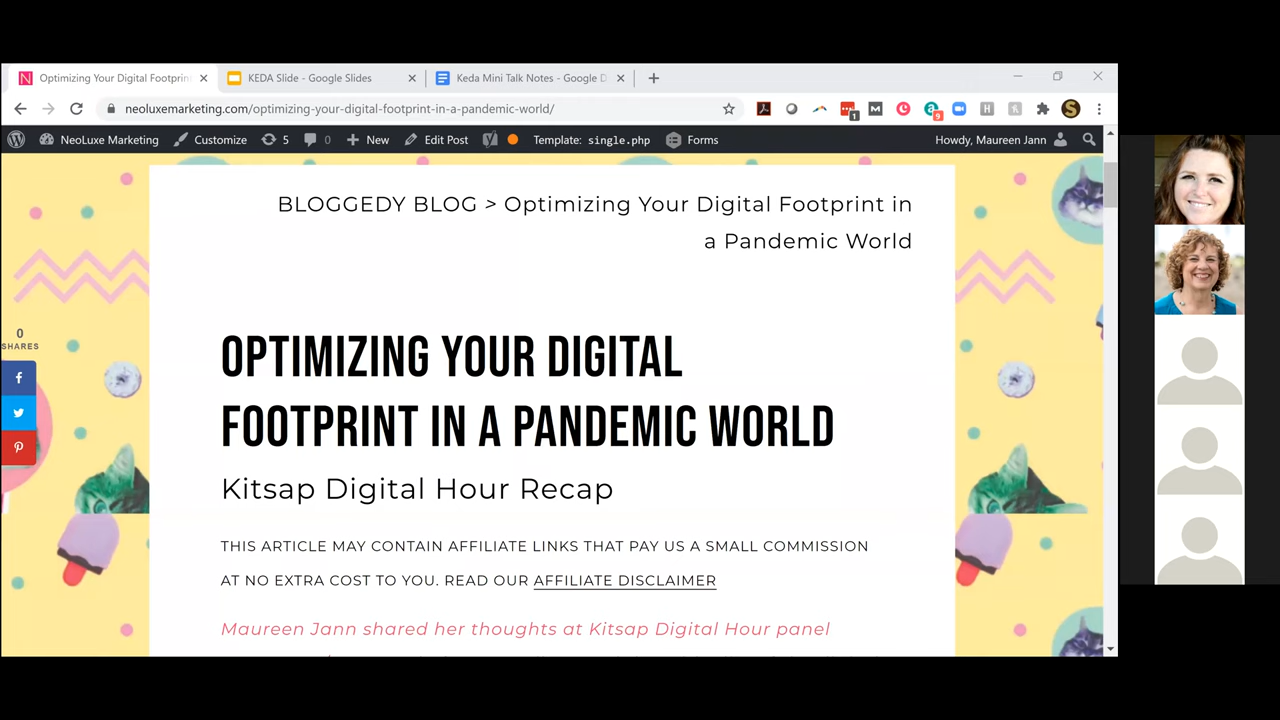 Optimizing Your Digital Footprin
KEDA Slide - Google Slides
Keda Mini Talk Notes - Google D
neoluxemarketing.com/optimizing-your-digital-footprint-in-a-pandemic-world/
1
M
9
H
S
NeoLuxe Marketing
Customize
5
0
New
Edit Post
Template: single.php
Forms
Howdy, Maureen Jann
BLOGGEDY BLOG > Optimizing Your Digital Footprint in
a Pandemic World
0
SHARES
OPTIMIZING YOUR DIGITAL
FOOTPRINT IN A PANDEMIC WORLD
Kitsap Digital Hour Recap
THIS ARTICLE MAY CONTAIN AFFILIATE LINKS THAT PAY US A SMALL COMMISSION
AT NO EXTRA COST TO YOU. READ OUR AFFILIATE DISCLAIMER
Maureen Jann shared her thoughts at Kitsap Digital Hour panel